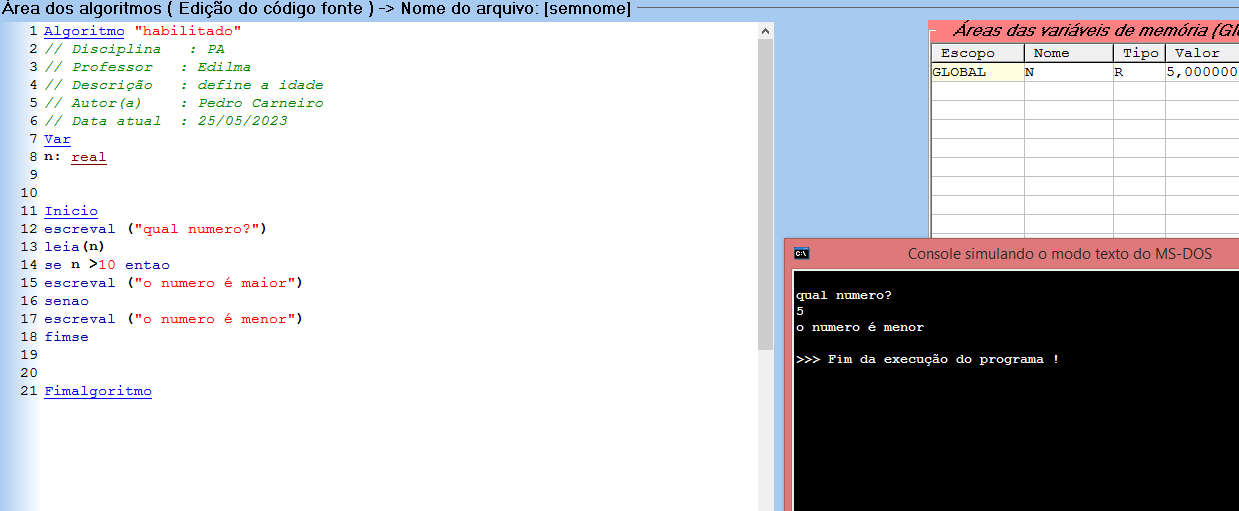 Área dos algoritmos ( Edição do código fonte ) -> Nome do arquivo: [semnome]
1 Algoritmo "habilitado"
2 // Disciplina   : PA
3 // Professor   : Edilma
4 // Descrição   : define a idade
5 // Autor(a)    : Pedro Carneiro
6 // Data atual  : 25/05/2023
7 Var
8 n: real
9
10
11 Inicio
12 escreval ("qual numero?")
13 leia(n)
14 se n >10 entao
15 escreval ("o numero é maior")
16 senao
17 escreval ("o numero é menor")
18 fimse
19
20
21 Fimalgoritmo
Áreas das variáveis de memória (Glo
Escopo Nome Tipo Valor
GLOBAL N R 5,000000
C:\
Console simulando o modo texto do MS-DOS
qual numero?
5
o numero é menor
>>> Fim da execução do programa !